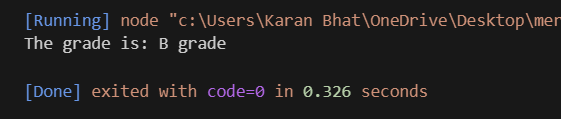 [Running] node "c:\Users\Karan Bhat\OneDrive\Desktop\mer
The grade is: B grade
[Done] exited with code=0 in 0.326 seconds